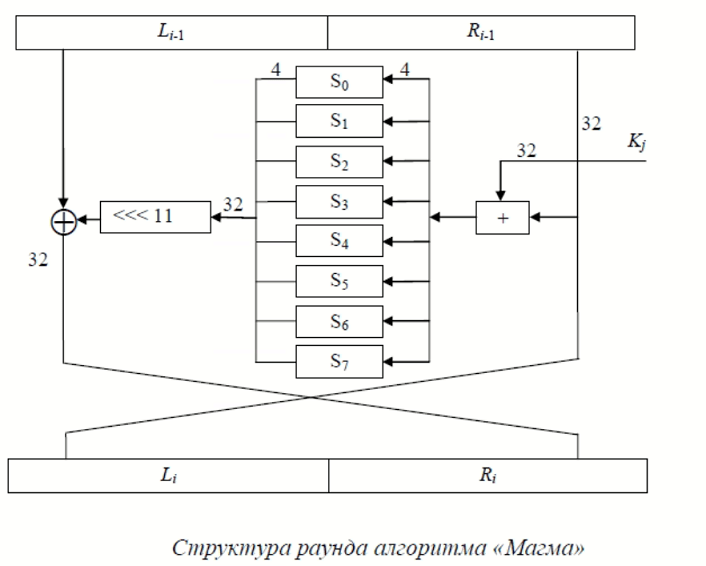 Li-1 Ri-1
4 S0 4
S1
32
Kj
S2 32
S3
32
<<< 11
+
S4
32
S5
S6
S7
Li Ri
Структура раунда алгоритма «Магма»